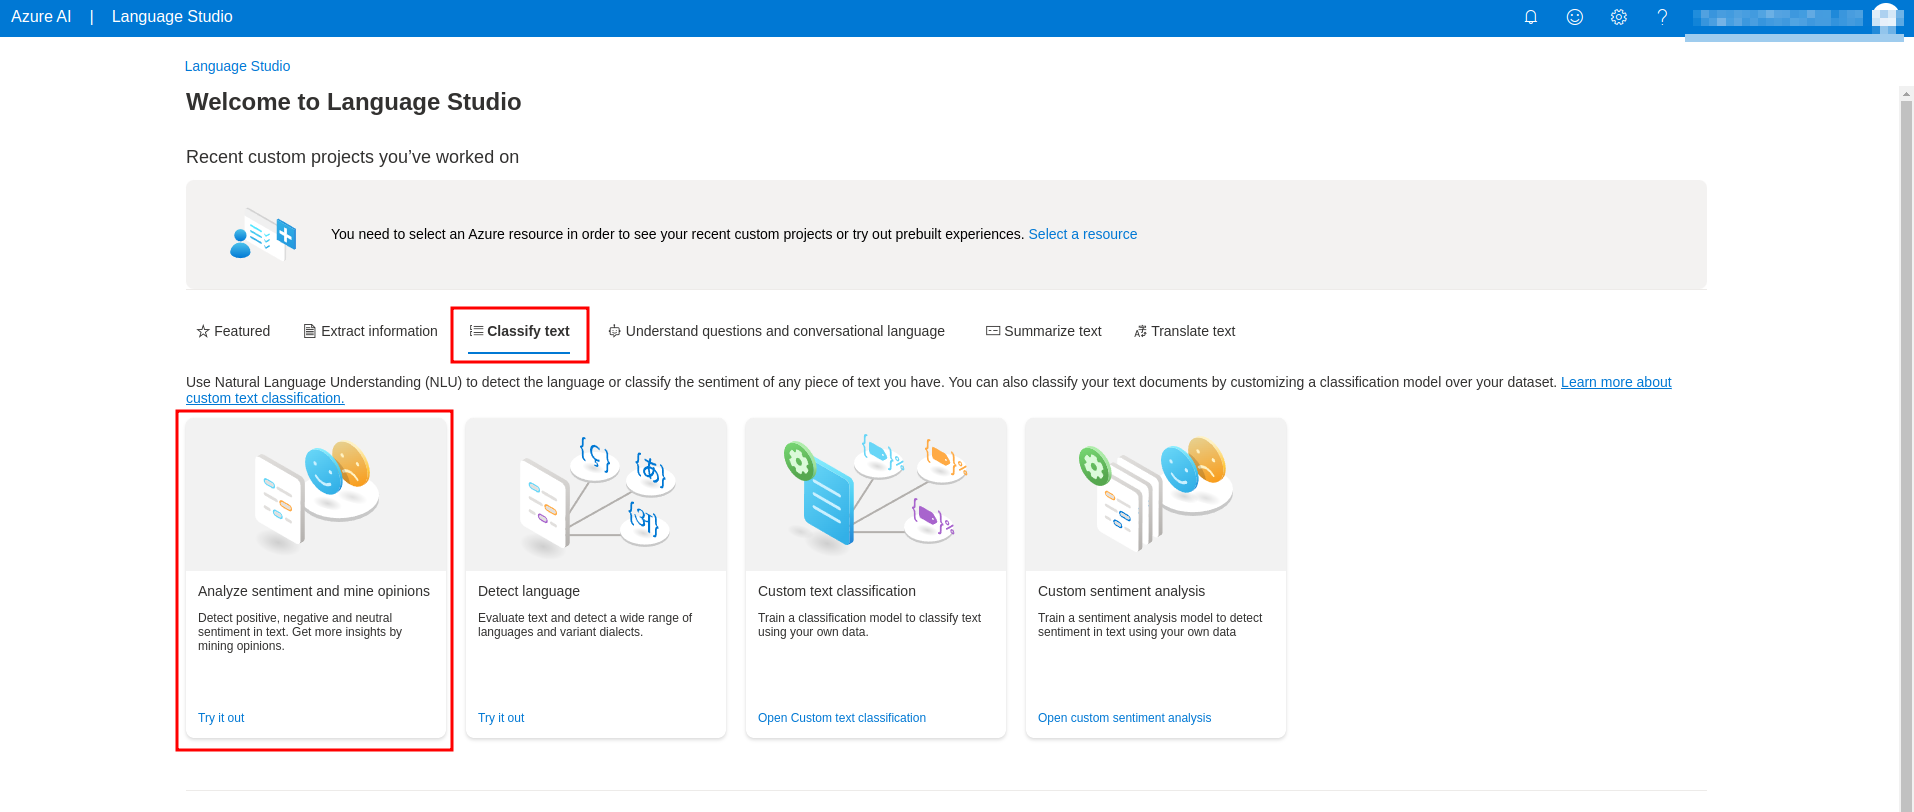 Azure AI | Language Studio
Language Studio
Welcome to Language Studio
Recent custom projects you’ve worked on
You need to select an Azure resource in order to see your recent custom projects or try out prebuilt experiences. Select a resource
Featured Extract information Classify text Understand questions and conversational language Summarize text Translate text
Use Natural Language Understanding (NLU) to detect the language or classify the sentiment of any piece of text you have. You can also classify your text documents by customizing a classification model over your dataset. Learn more about
custom text classification.
Analyze sentiment and mine opinions
Detect positive, negative and neutral
sentiment in text. Get more insights by
mining opinions.
Try it out
{ç}
{あ}
{अ}
Detect language
Evaluate text and detect a wide range of
languages and variant dialects.
Try it out
Custom text classification
Train a classification model to classify text
using your own data.
Open Custom text classification
Custom sentiment analysis
Train a sentiment analysis model to detect
sentiment in text using your own data
Open custom sentiment analysis